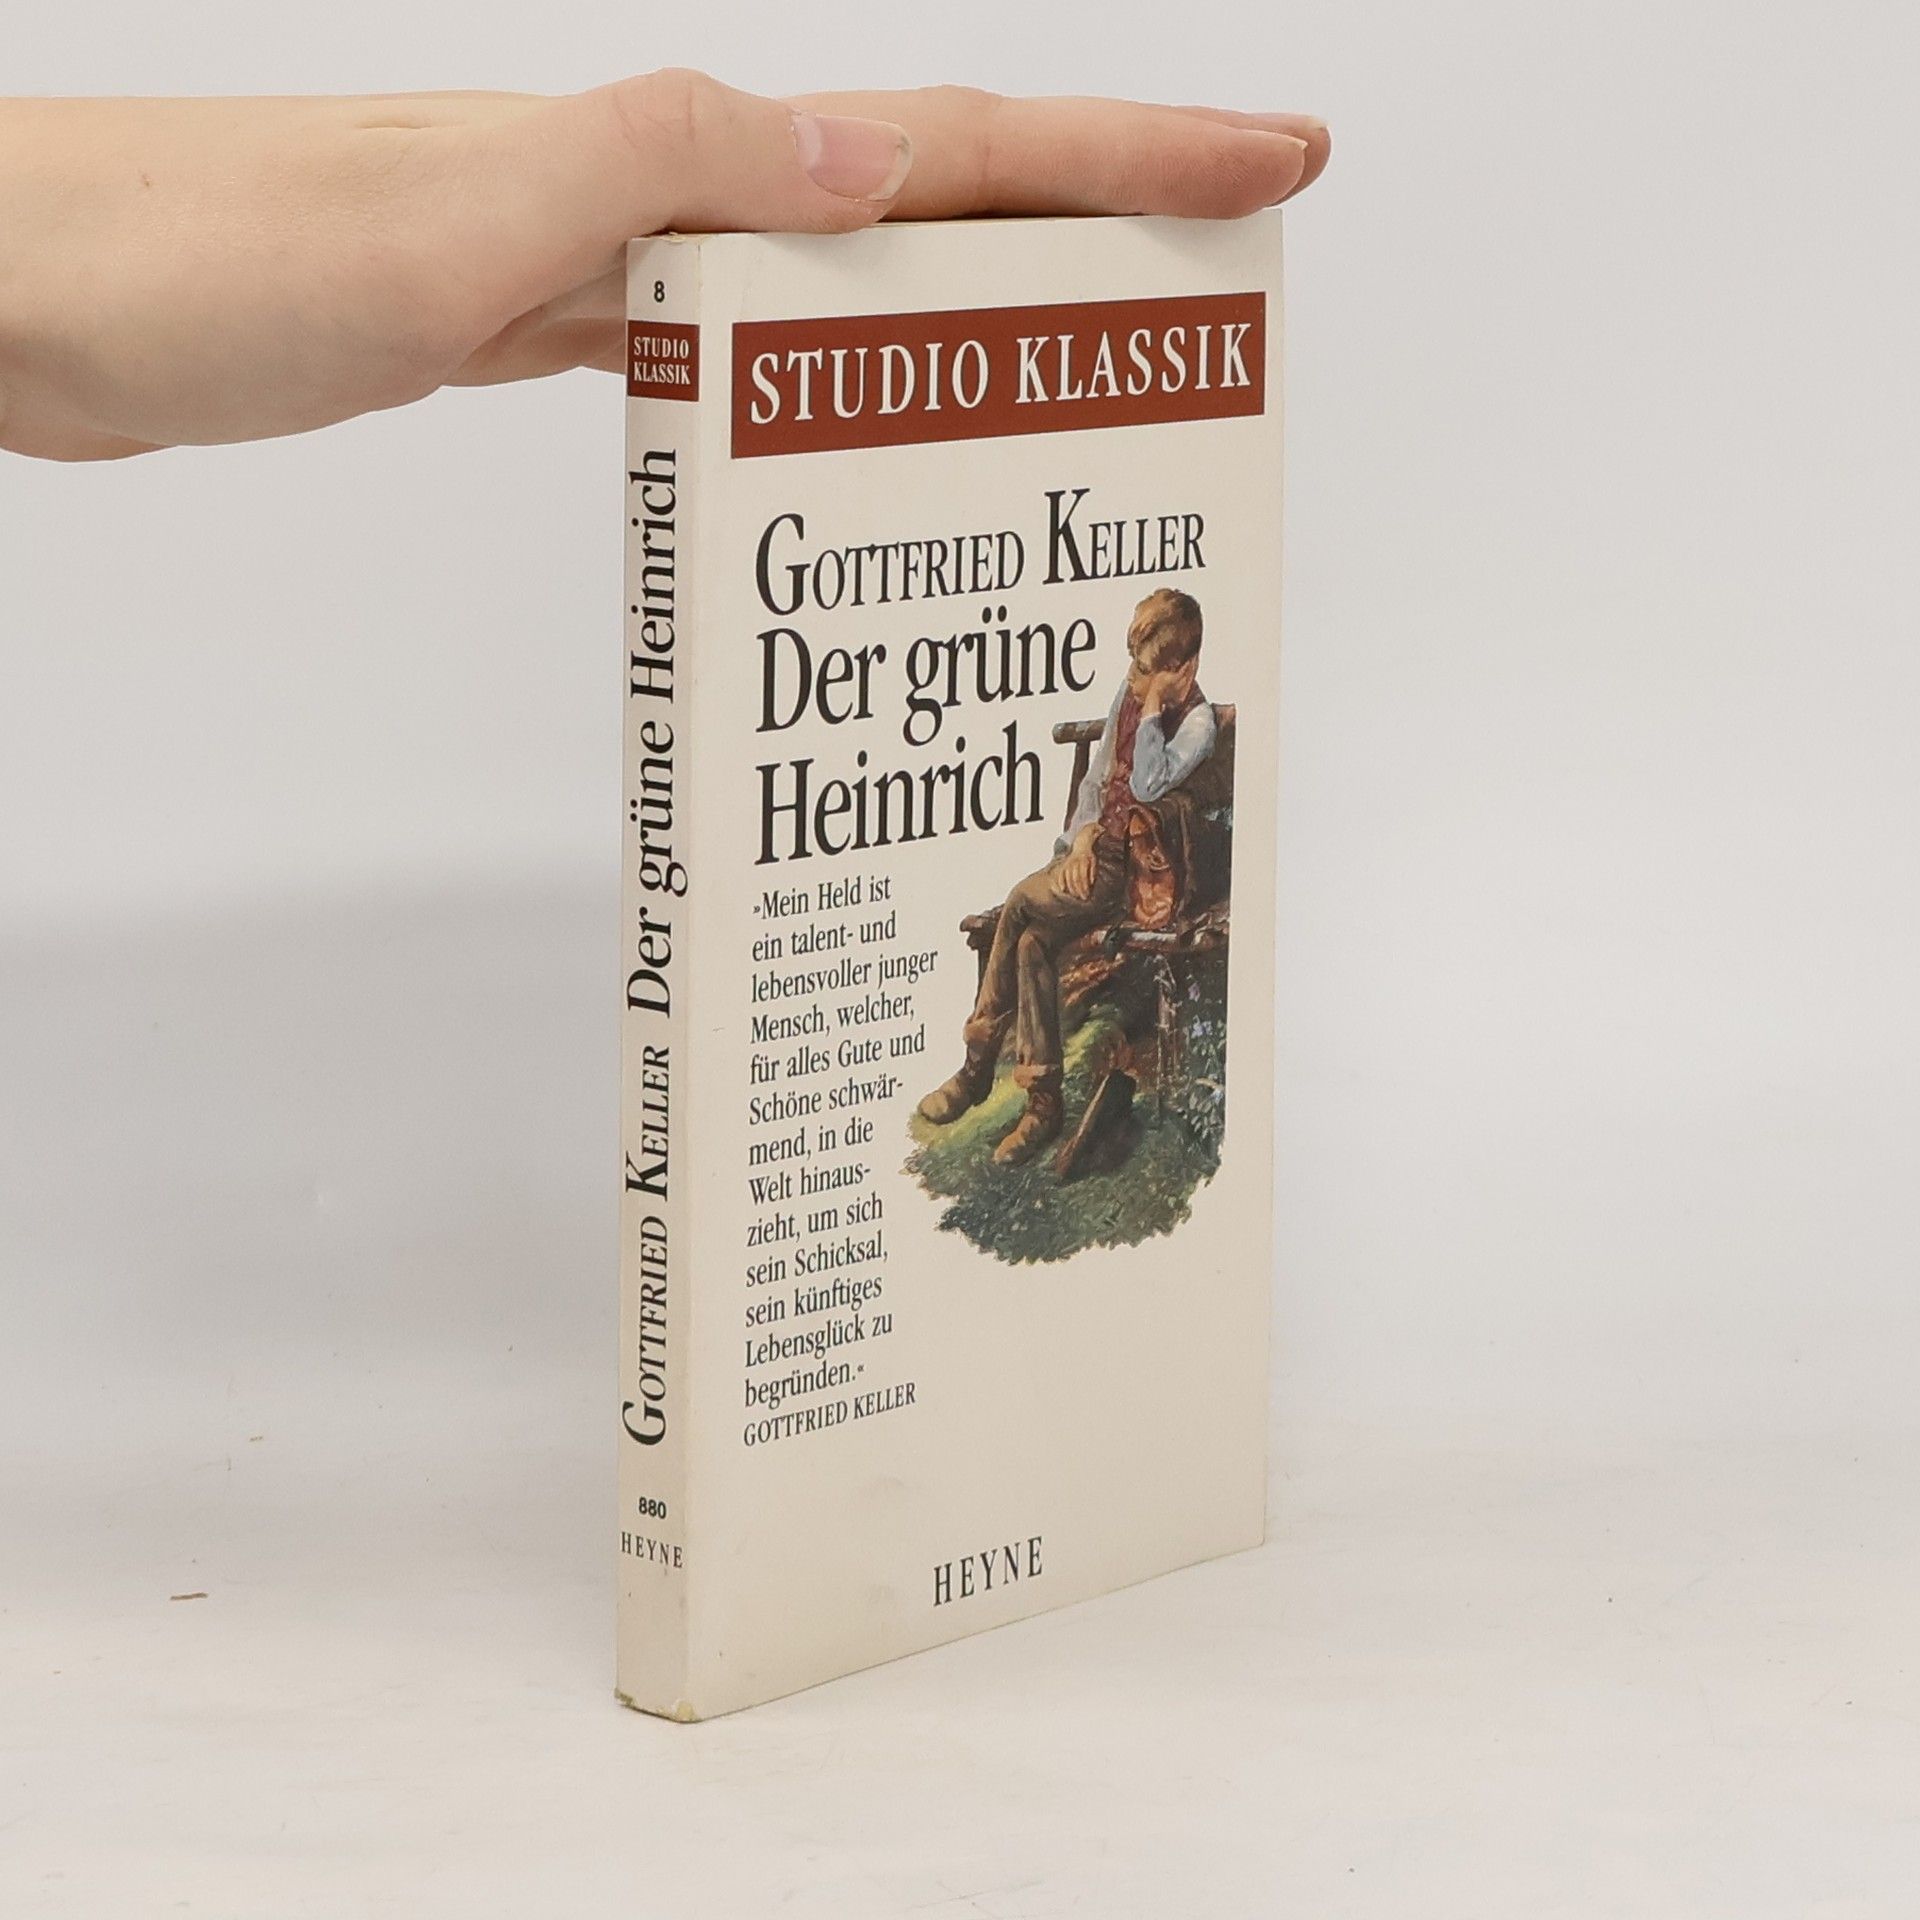 8
STUDIO
KLASSIK
GOTTFRIED KELLER Der grüne Heinrich
880
HEYNE
STUDIO KLASSIK
GOTTFRIED KELLER
Der grüne
Heinrich
»Mein Held ist
ein talent- und
lebensvoller junger
Mensch, welcher,
für alles Gute und
Schöne schwär-
mend, in die
Welt hinaus-
zieht, um sich
sein Schicksal,
sein künftiges
Lebensglück zu
begründen.«
GOTTFRIED KELLER
HEYNE